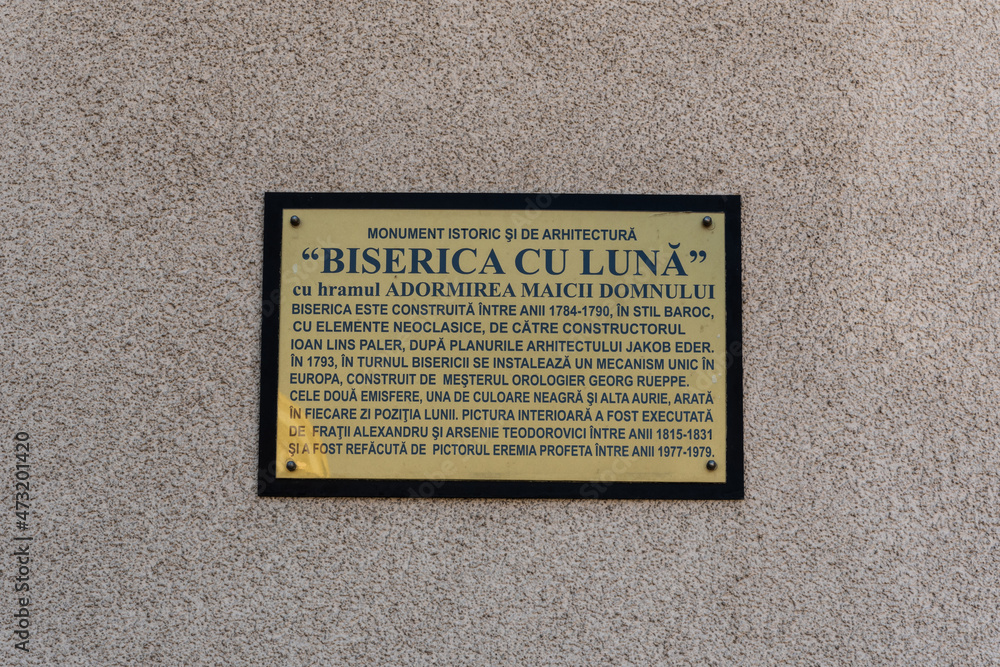 MONUMENT ISTORIC ŞI DE ARHITECTURĂ
“BISERICA CU LUNĂ”
cu hramul ADORMIREA MAICII DOMNULUI
BISERICA ESTE CONSTRUITĂ ÎNTRE ANII 1784-1790, ÎN STIL BAROC,
CU ELEMENTE NEOCLASICE, DE CĂTRE CONSTRUCTORUL
IOAN LINS PALER, DUPĂ PLANURILE ARHITECTULUI JAKOB EDER.
ÎN 1793, ÎN TURNUL BISERICII SE INSTALEAZĂ UN MECANISM UNIC ÎN
EUROPA, CONSTRUIT DE MEŞTERUL OROLOGIER GEORG RUEPPE.
CELE DOUĂ EMISFERE, UNA DE CULOARE NEAGRĂ ŞI ALTA AURIE, ARATĂ
ÎN FIECARE ZI POZIŢIA LUNII. PICTURA INTERIOARĂ A FOST EXECUTATĂ
DE FRAŢII ALEXANDRU ŞI ARSENIE TEODOROVICI ÎNTRE ANII 1815-1831
ŞI A FOST REFĂCUTĂ DE PICTORUL EREMIA PROFETA ÎNTRE ANII 1977-1979.
Adobe Stock | #473201420